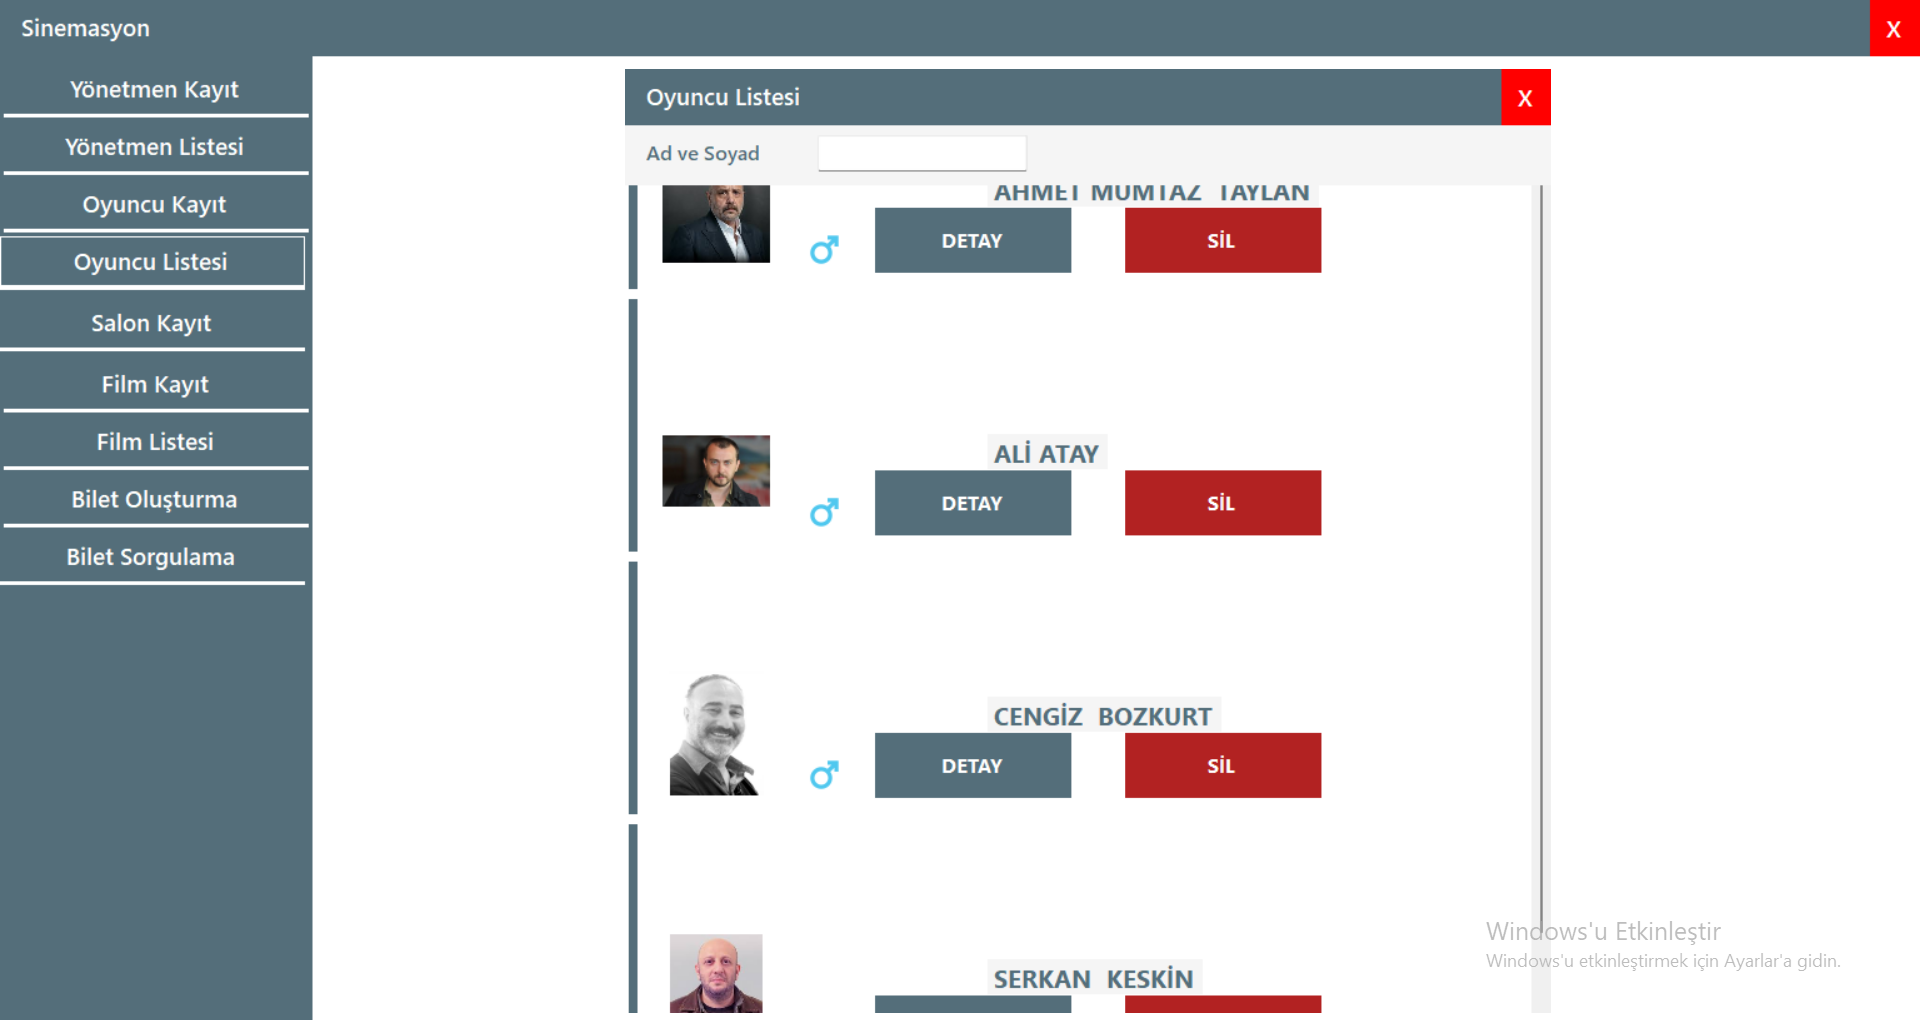 Sinemasyon
X
Yönetmen Kayıt
Yönetmen Listesi
Oyuncu Kayıt
Oyuncu Listesi
Salon Kayıt
Film Kayıt
Film Listesi
Bilet Oluşturma
Bilet Sorgulama
Oyuncu Listesi
X
Ad ve Soyad
AHMET MÜMTAZ TAYLAN
DETAY
SİL
ALİ ATAY
DETAY
SİL
CENGİZ BOZKURT
DETAY
SİL
SERKAN KESKİN
Windows'u Etkinleştir
Windows'u etkinleştirmek için Ayarlar'a gidin.